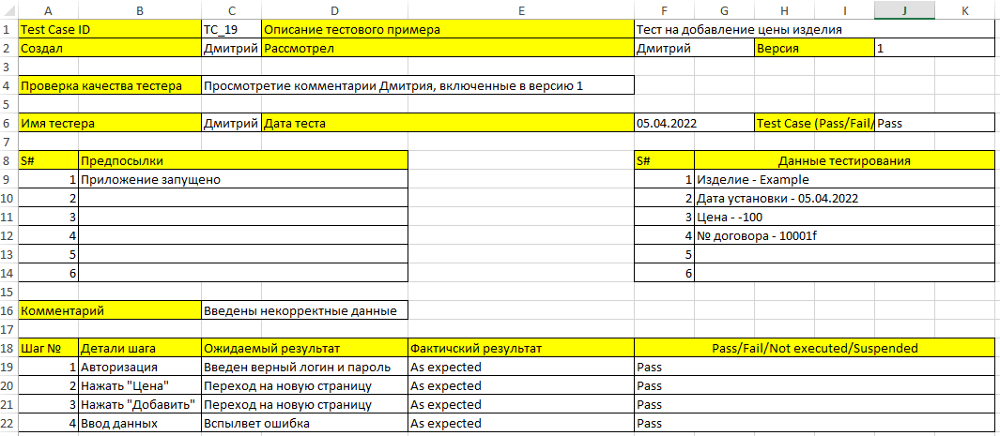 A B C D E F G H I J K
1 Test Case ID TC_19 Описание тестового примера Тест на добавление цены изделия
2 Создал Дмитрий Рассмотрел Дмитрий Версия 1
3
4 Проверка качества тестера Просмотретие комментарии Дмитрия, включенные в версию 1
5
6 Имя тестера Дмитрий Дата теста 05.04.2022 Test Case (Pass/Fail/ Pass
7
8 S# Предпосылки S# Данные тестирования
9 1 Приложение запущено 1 Изделие - Example
10 2 2 Дата установки - 05.04.2022
11 3 3 Цена - -100
12 4 4 № договора - 10001f
13 5 5
14 6 6
15
16 Комментарий Введены некорректные данные
17
18 Шаг № Детали шага Ожидаемый результат Фактичский результат Pass/Fail/Not executed/Suspended
19 1 Авторизация Введен верный логин и пароль As expected Pass
20 2 Нажать "Цена" Переход на новую страницу As expected Pass
21 3 Нажать "Добавить" Переход на новую страницу As expected Pass
22 4 Ввод данных Вспылвет ошибка As expected Pass